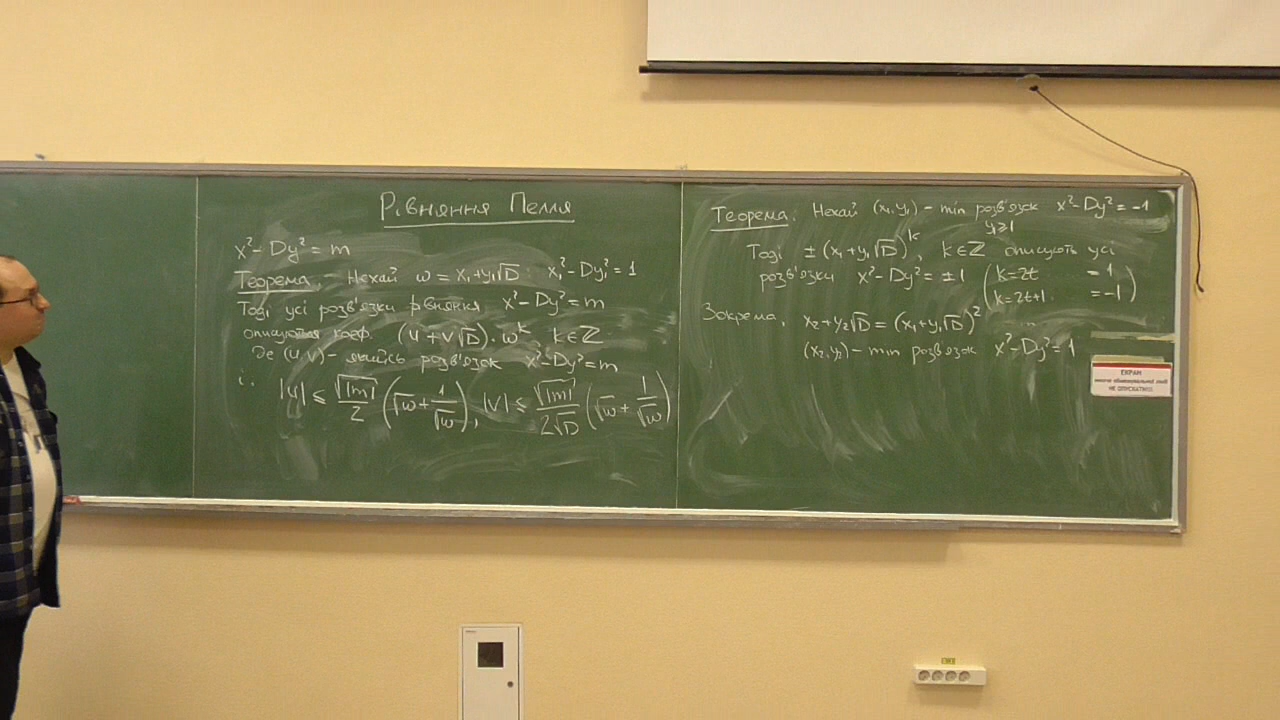 Рівняння Пелля
x² - Dy² = m
Теорема. Нехай ω = x₁+y₁√D : x₁² - Dy₁² = 1
Тоді усі розв'язки рівняння x² - Dy² = m
описуються коеф. (u + v√D)·ω^k, k∈ℤ
де (u,v) - якийсь розв'язок x² - Dy² = m
і.
|u| ≤ √|m|/2 (√ω + 1/√ω), |v| ≤ √|m|/2√D (√ω + 1/√ω)
Теорема. Нехай (x₁,y₁) - min розв'язок x² - Dy² = -1
y≥1
Тоді ± (x₁+y₁√D)^k, k∈ℤ описують усі
розв'язки x² - Dy² = ±1 (k=2t = 1
k=2t+1. = -1)
Зокрема, x₂+y₂√D = (x₁+y₁√D)²
(x₂,y₂) - min розв'язок x² - Dy² = 1
ЕКРАН
НЕ ОПУСКАТИ!!!